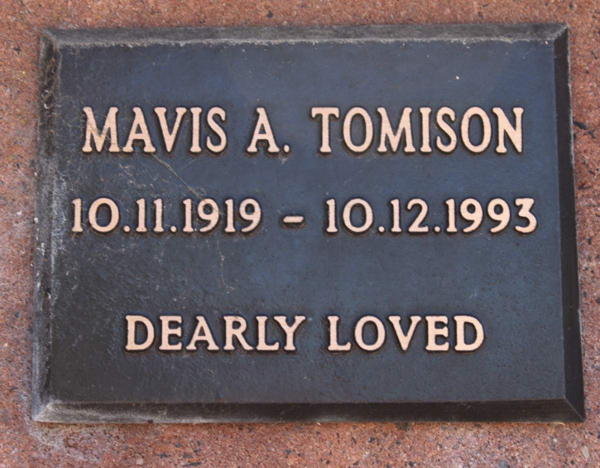 MAVIS A. TOMISON
10.11.1919 – 10.12.1993
DEARLY LOVED